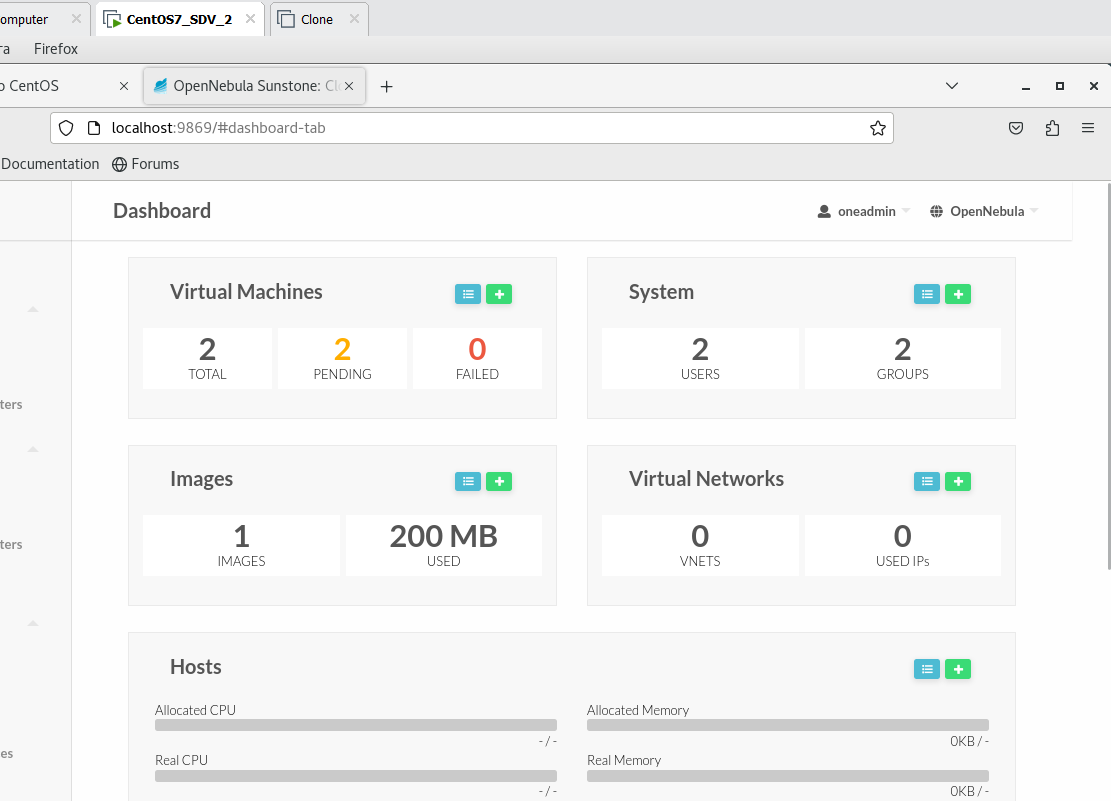 omputer CentOS7_SDV_2 Clone
ra Firefox
o CentOS OpenNebula Sunstone: Clo
localhost:9869/#dashboard-tab
Documentation Forums
Dashboard oneadmin OpenNebula
Virtual Machines System
2 2 0 2 2
TOTAL PENDING FAILED USERS GROUPS
ters
Images Virtual Networks
1 200 MB 0 0
ters IMAGES USED VNETS USED IPs
Hosts
Allocated CPU Allocated Memory
- / - 0KB / -
es Real CPU Real Memory
- / - 0KB / -